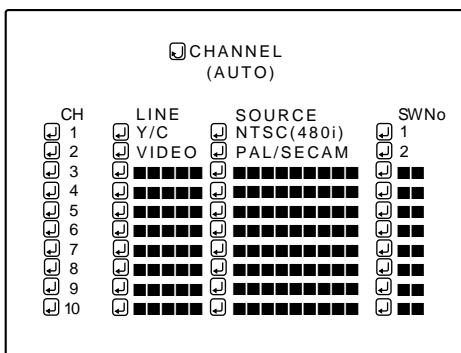 CHANNEL
(AUTO)
CH LINE SOURCE SWNo
1 Y/C NTSC(480i) 1
2 VIDEO PAL/SECAM 2
3 ■■■■■ ■■■■■■■■■ ■■
4 ■■■■■ ■■■■■■■■■ ■■
5 ■■■■■ ■■■■■■■■■ ■■
6 ■■■■■ ■■■■■■■■■ ■■
7 ■■■■■ ■■■■■■■■■ ■■
8 ■■■■■ ■■■■■■■■■ ■■
9 ■■■■■ ■■■■■■■■■ ■■
10 ■■■■■ ■■■■■■■■■ ■■